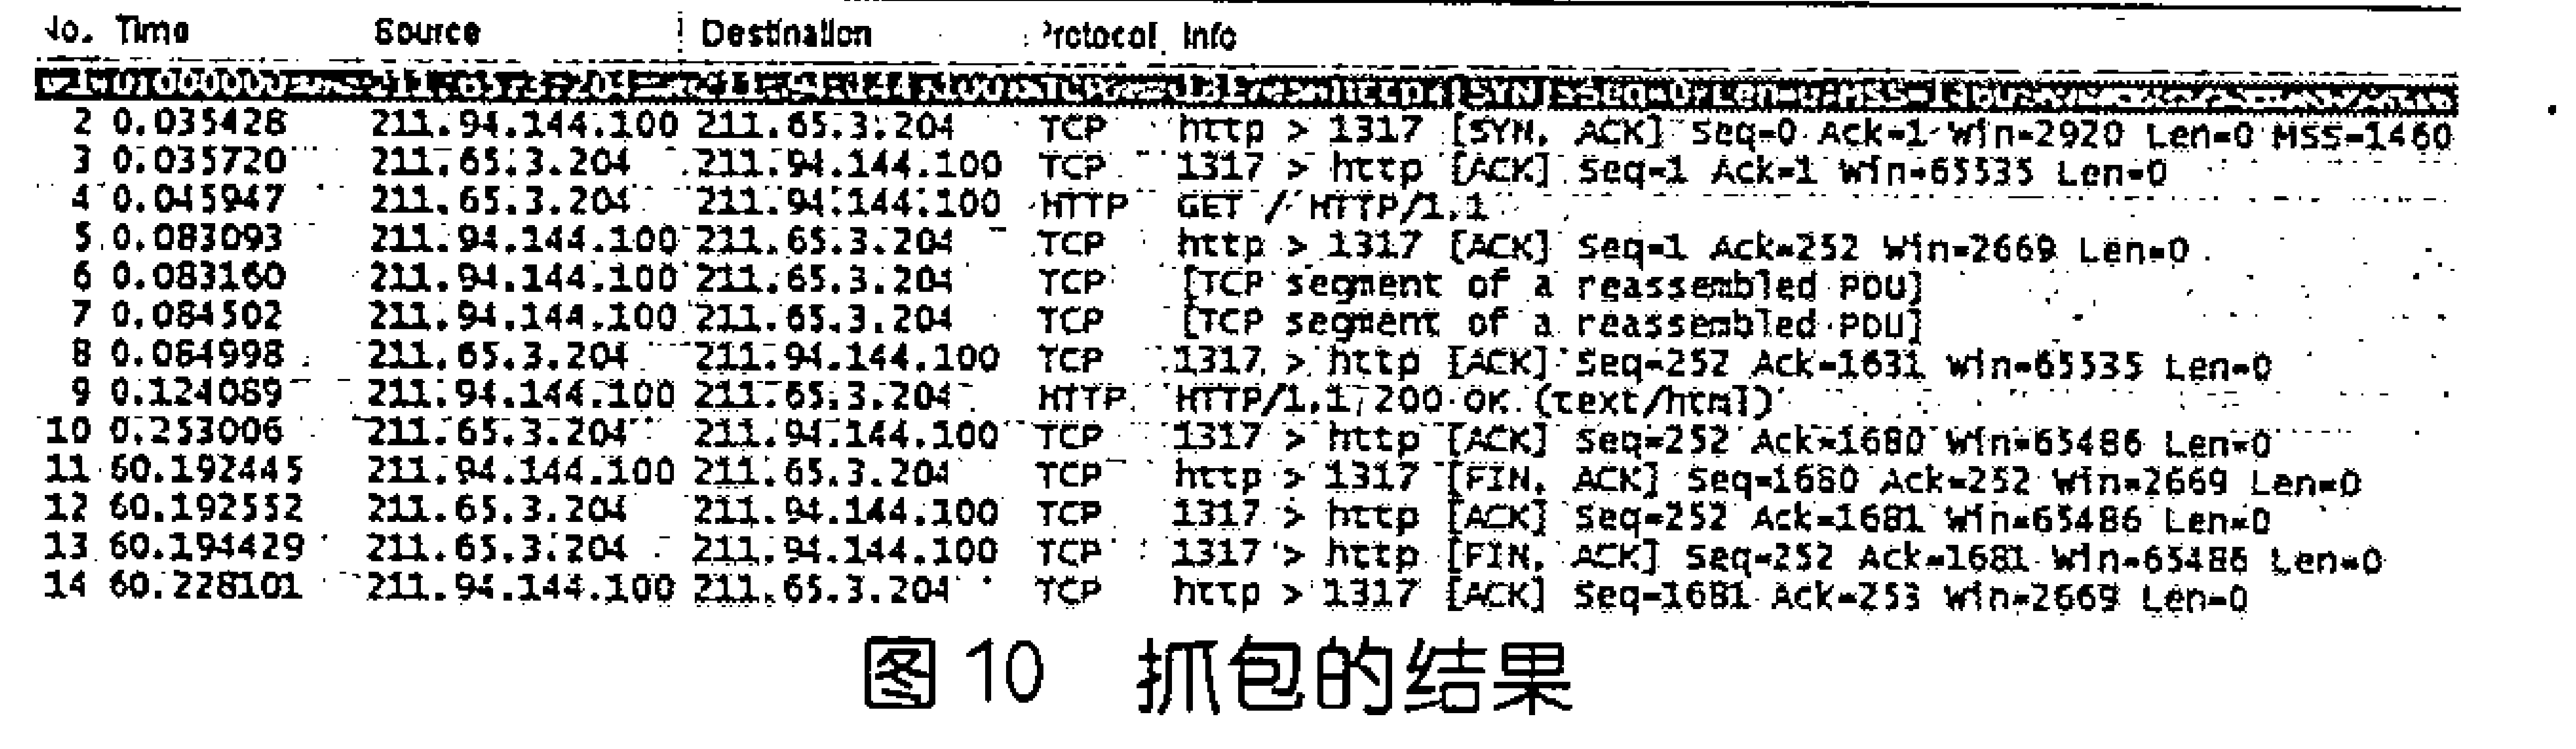 No. Time Source Destination Protocol Info
2 0.035428 211.94.144.100 211.65.3.204 TCP http > 1317 [SYN, ACK] Seq=0 Ack=1 Win=2920 Len=0 MSS=1460
3 0.035720 211.65.3.204 211.94.144.100 TCP 1317 > http [ACK] Seq=1 Ack=1 Win=65535 Len=0
4 0.045947 211.65.3.204 211.94.144.100 HTTP GET / HTTP/1.1
5 0.083093 211.94.144.100 211.65.3.204 TCP http > 1317 [ACK] Seq=1 Ack=252 Win=2669 Len=0
6 0.083160 211.94.144.100 211.65.3.204 TCP [TCP segment of a reassembled PDU]
7 0.084502 211.94.144.100 211.65.3.204 TCP [TCP segment of a reassembled PDU]
8 0.084998 211.65.3.204 211.94.144.100 TCP 1317 > http [ACK] Seq=252 Ack=1631 Win=65535 Len=0
9 0.124089 211.94.144.100 211.65.3.204 HTTP HTTP/1.1 200 OK (text/html)
10 0.253006 211.65.3.204 211.94.144.100 TCP 1317 > http [ACK] Seq=252 Ack=1680 Win=65486 Len=0
11 60.192445 211.94.144.100 211.65.3.204 TCP http > 1317 [FIN, ACK] Seq=1680 Ack=252 Win=2669 Len=0
12 60.192552 211.65.3.204 211.94.144.100 TCP 1317 > http [ACK] Seq=252 Ack=1681 Win=65486 Len=0
13 60.194429 211.65.3.204 211.94.144.100 TCP 1317 > http [FIN, ACK] Seq=252 Ack=1681 Win=65486 Len=0
14 60.228101 211.94.144.100 211.65.3.204 TCP http > 1317 [ACK] Seq=1681 Ack=253 Win=2669 Len=0
图 10 抓包的结果